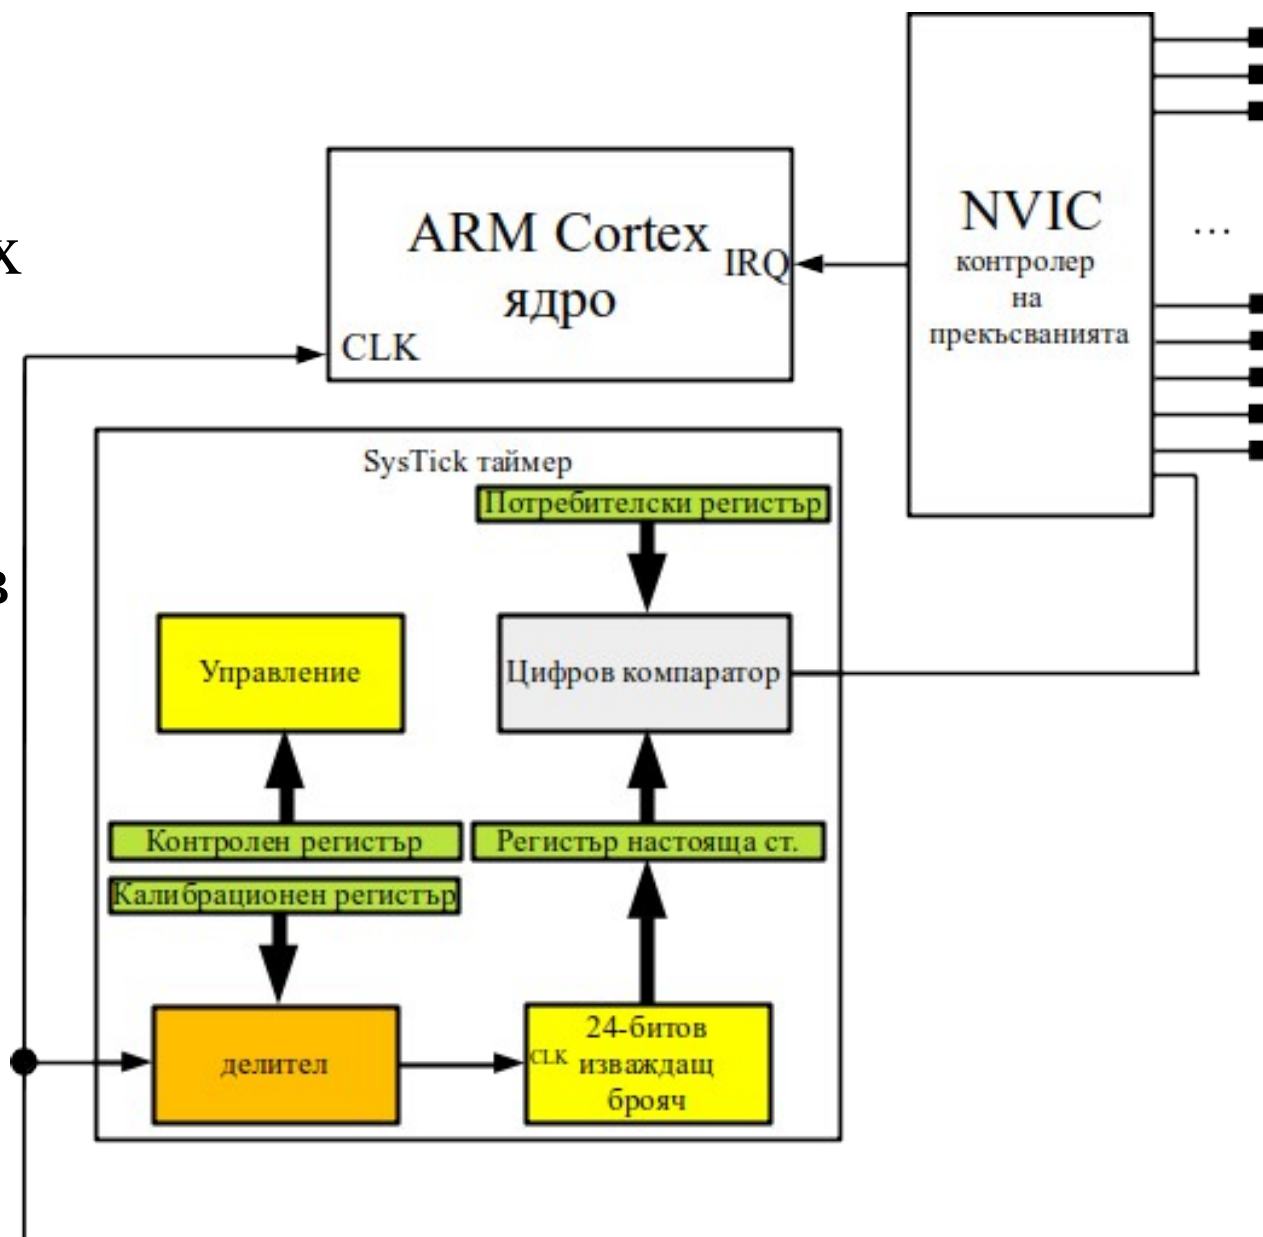 х
в
NVIC
контролер
на
прекъсванията
...
ARM Cortex
ядро
IRQ
CLK
SysTick таймер
Потребителски регистър
Управление
Цифров компаратор
Контролен регистър
Регистър настояща ст.
Калибрационен регистър
делител
24-битов
CLK изваждащ
брояч